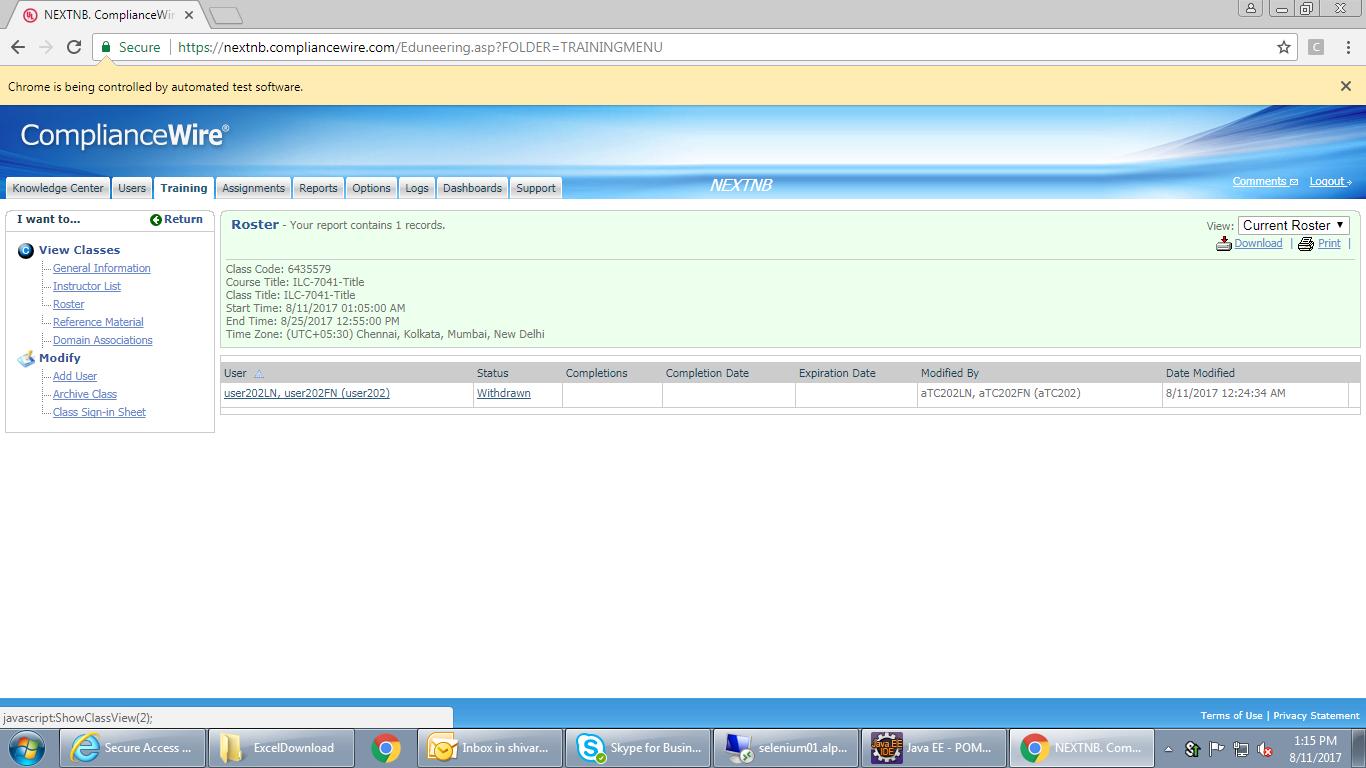 NEXTNB. ComplianceWir
Secure
https://nextnb.compliancewire.com/Eduneering.asp?FOLDER=TRAININGMENU
C
Chrome is being controlled by automated test software.
ComplianceWire®
Knowledge Center Users Training Assignments Reports Options Logs Dashboards Support
NEXTNB
Comments Logout
I want to... Return
View Classes
General Information
Instructor List
Roster
Reference Material
Domain Associations
Modify
Add User
Archive Class
Class Sign-in Sheet
Roster - Your report contains 1 records.
View: Current Roster
Download | Print |
Class Code: 6435579
Course Title: ILC-7041-Title
Class Title: ILC-7041-Title
Start Time: 8/11/2017 01:05:00 AM
End Time: 8/25/2017 12:55:00 PM
Time Zone: (UTC+05:30) Chennai, Kolkata, Mumbai, New Delhi
User Status Completions Completion Date Expiration Date Modified By Date Modified
user202LN, user202FN (user202) Withdrawn aTC202LN, aTC202FN (aTC202) 8/11/2017 12:24:34 AM
Terms of Use | Privacy Statement
javascript:ShowClassView(2);
Secure Access ... ExcelDownload Inbox in shivar... Skype for Busin... selenium01.alp... Java EE - POM... NEXTNB. Com...
Java EE
IDE
1:15 PM
8/11/2017